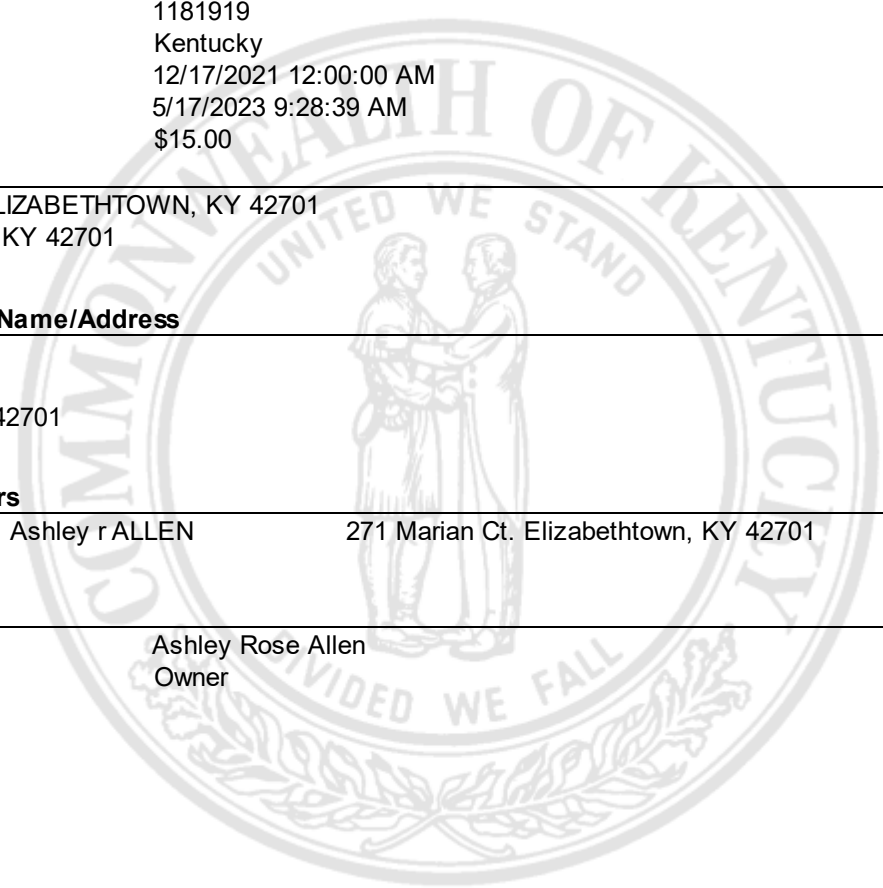 1181919
Kentucky
12/17/2021 12:00:00 AM
5/17/2023 9:28:39 AM
$15.00
LIZABETHTOWN, KY 42701
KY 42701
Name/Address
42701
rs
Ashley r ALLEN 271 Marian Ct. Elizabethtown, KY 42701
Ashley Rose Allen
Owner
COMMONWEALTH OF KENTUCKY
UNITED WE STAND
DIVIDED WE FALL